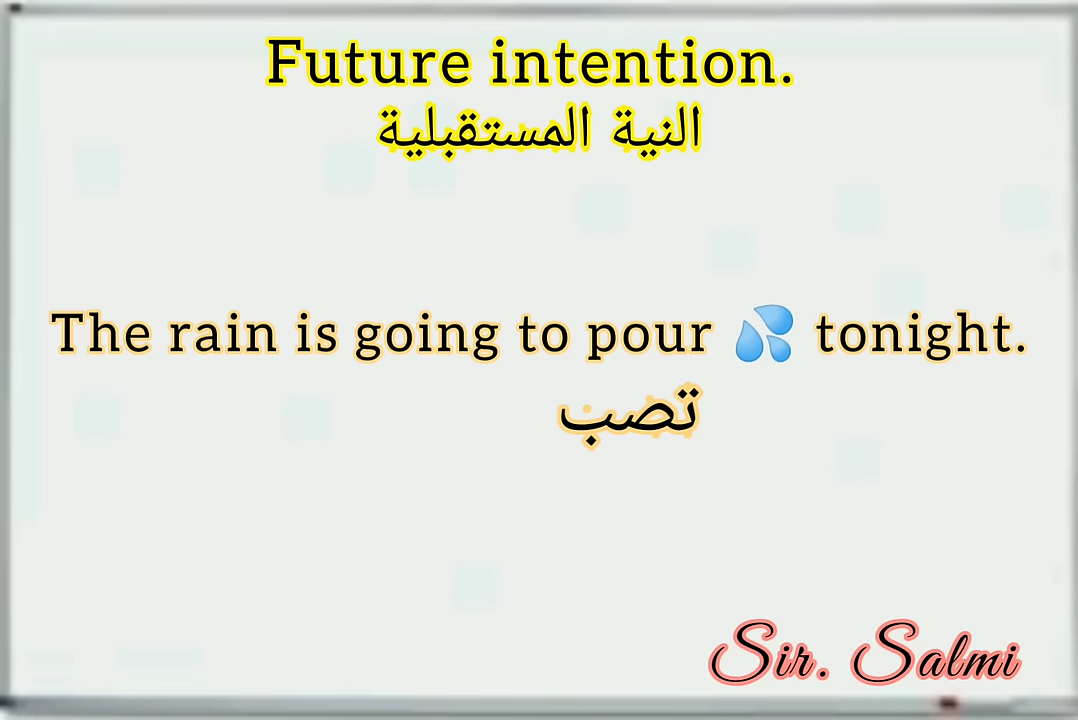 Future intention.
النية المستقبلية
The rain is going to pour 💦 tonight.
تصب
Sir. Salmi